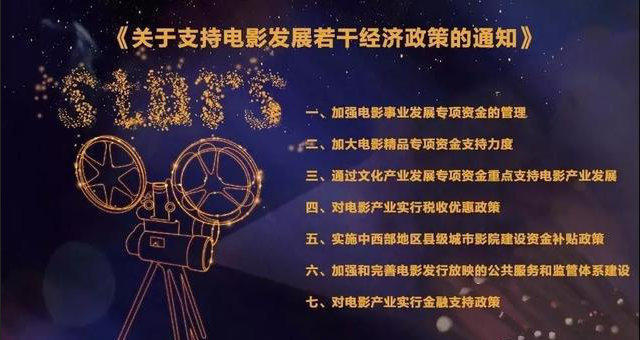 《关于支持电影发展若干经济政策的通知》
stars
一、加强电影事业发展专项资金的管理
二、加大电影精品专项资金支持力度
三、通过文化产业发展专项资金重点支持电影产业发展
四、对电影产业实行税收优惠政策
五、实施中西部地区县级城市影院建设资金补贴政策
六、加强和完善电影发行放映的公共服务和监管体系建设
七、对电影产业实行金融支持政策